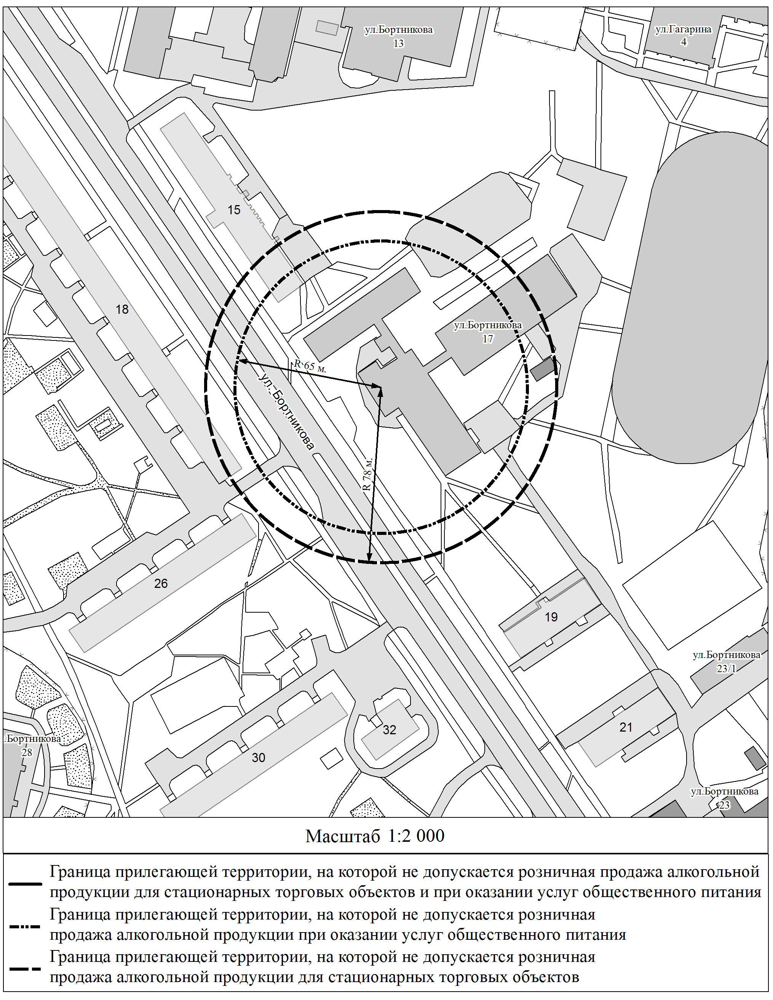 ул.Бортникова
13
ул.Гагарина
4
15
18
ул.Бортникова
17
R 65 м.
ул. Бортникова
R 78 м.
26
19
ул.Бортникова
23/1
21
32
.Бортникова
28
30
ул.Бортникова
23
Масштаб 1:2 000
Граница прилегающей территории, на которой не допускается розничная продажа алкогольной
продукции для стационарных торговых объектов и при оказании услуг общественного питания
Граница прилегающей территории, на которой не допускается розничная
продажа алкогольной продукции при оказании услуг общественного питания
Граница прилегающей территории, на которой не допускается розничная
продажа алкогольной продукции для стационарных торговых объектов